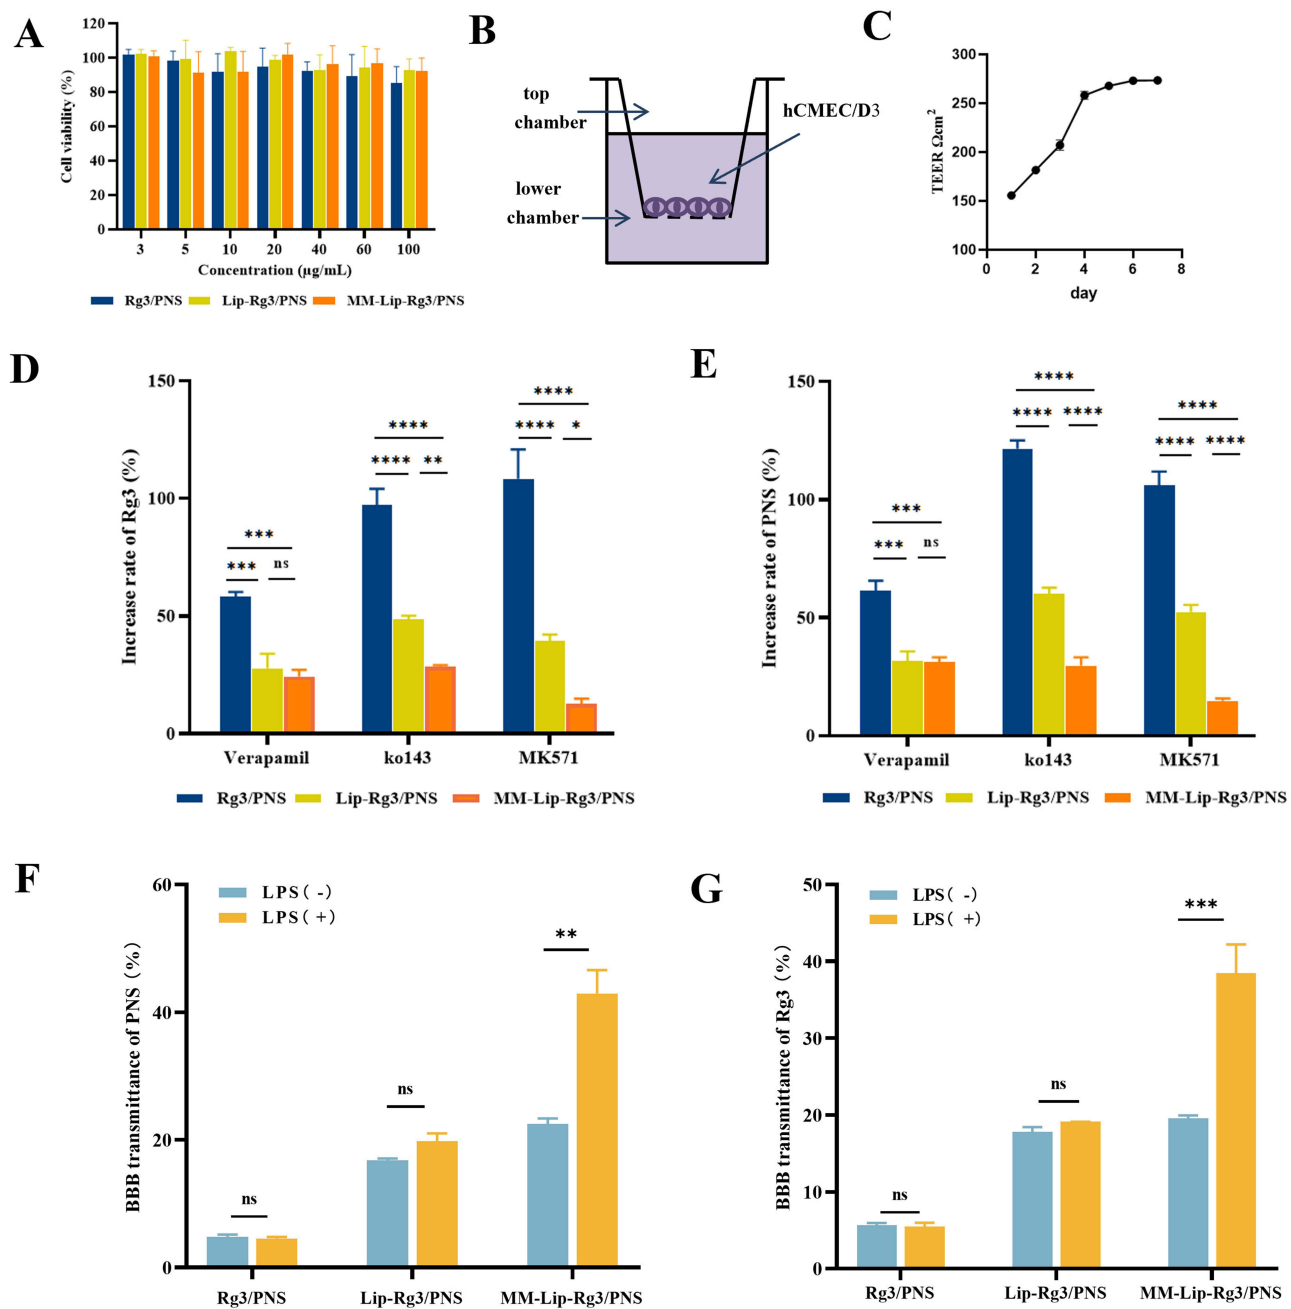 A
120
100
80
60
40
20
0
Cell viability (%)
3 5 10 20 40 60 100
Concentration (µg/mL)
Rg3/PNS Lip-Rg3/PNS MM-Lip-Rg3/PNS
B
top
chamber
hCMEC/D3
lower
chamber
C
300
250
200
150
100
TEER Ωcm²
0 2 4 6 8
day
D
150
100
50
0
Increase rate of Rg3 (%)
***
***
ns
****
****
**
****
****
*
Verapamil ko143 MK571
Rg3/PNS Lip-Rg3/PNS MM-Lip-Rg3/PNS
E
150
100
50
0
Increase rate of PNS (%)
***
***
ns
****
****
****
****
****
****
Verapamil ko143 MK571
Rg3/PNS Lip-Rg3/PNS MM-Lip-Rg3/PNS
F
60
40
20
0
BBB transmittance of PNS (%)
LPS( -)
LPS( +)
ns
ns
**
Rg3/PNS Lip-Rg3/PNS MM-Lip-Rg3/PNS
G
50
40
30
20
10
0
BBB transmittance of Rg3 (%)
LPS( -)
LPS( +)
ns
ns
***
Rg3/PNS Lip-Rg3/PNS MM-Lip-Rg3/PNS